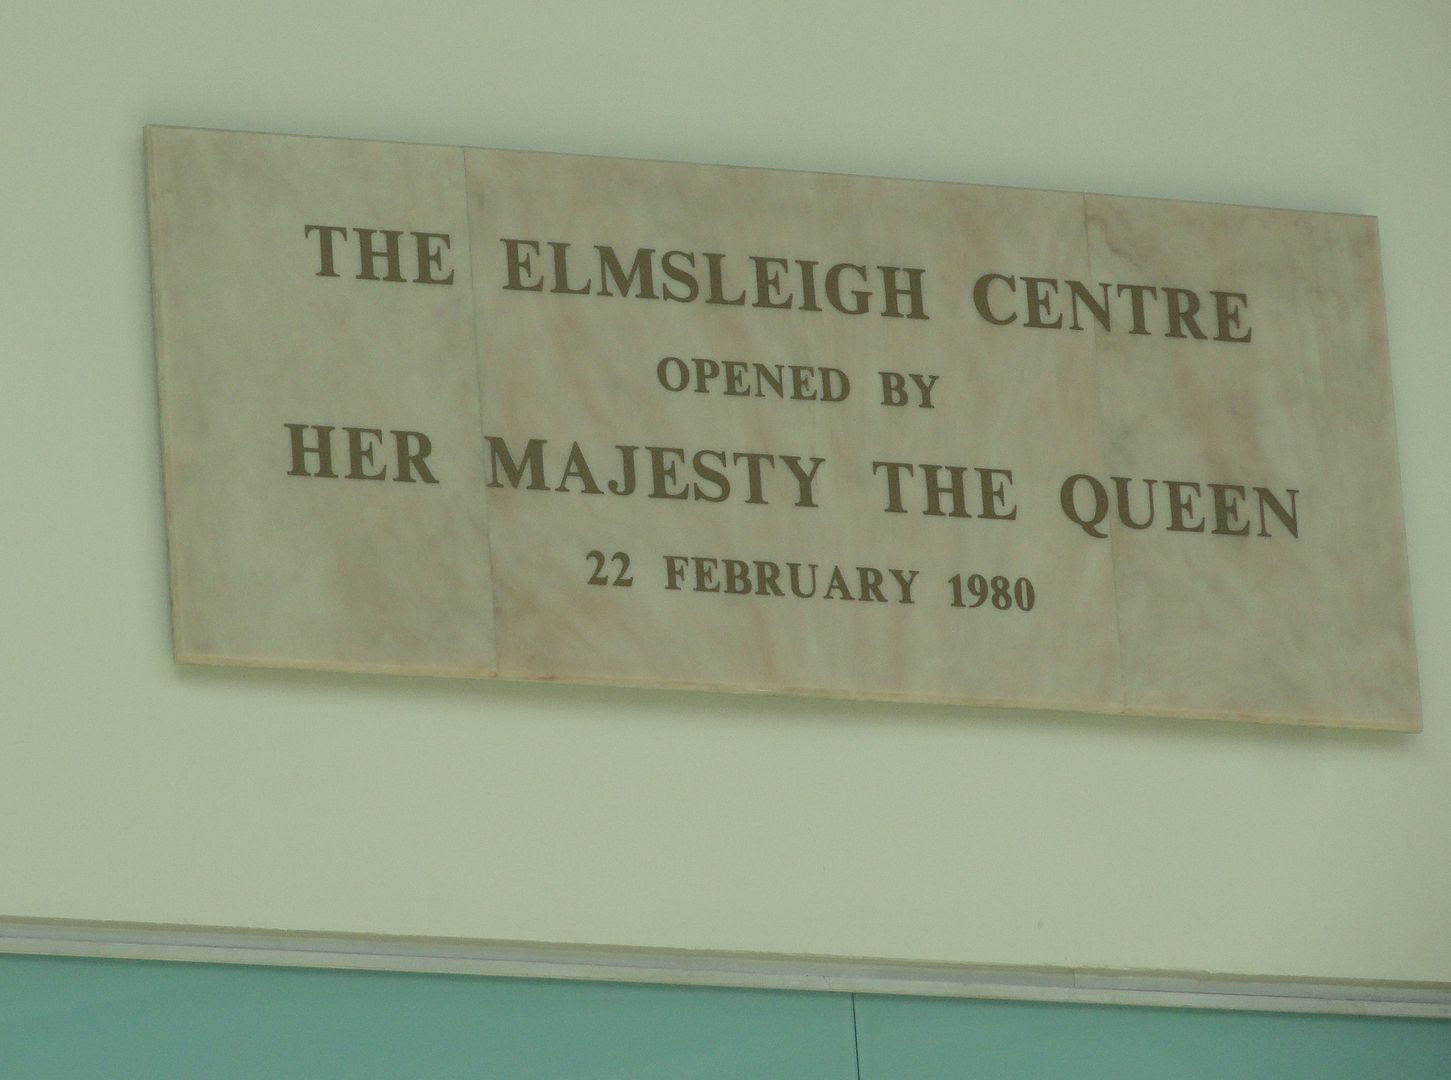 THE ELMSLEIGH CENTRE
OPENED BY
HER MAJESTY THE QUEEN
22 FEBRUARY 1980